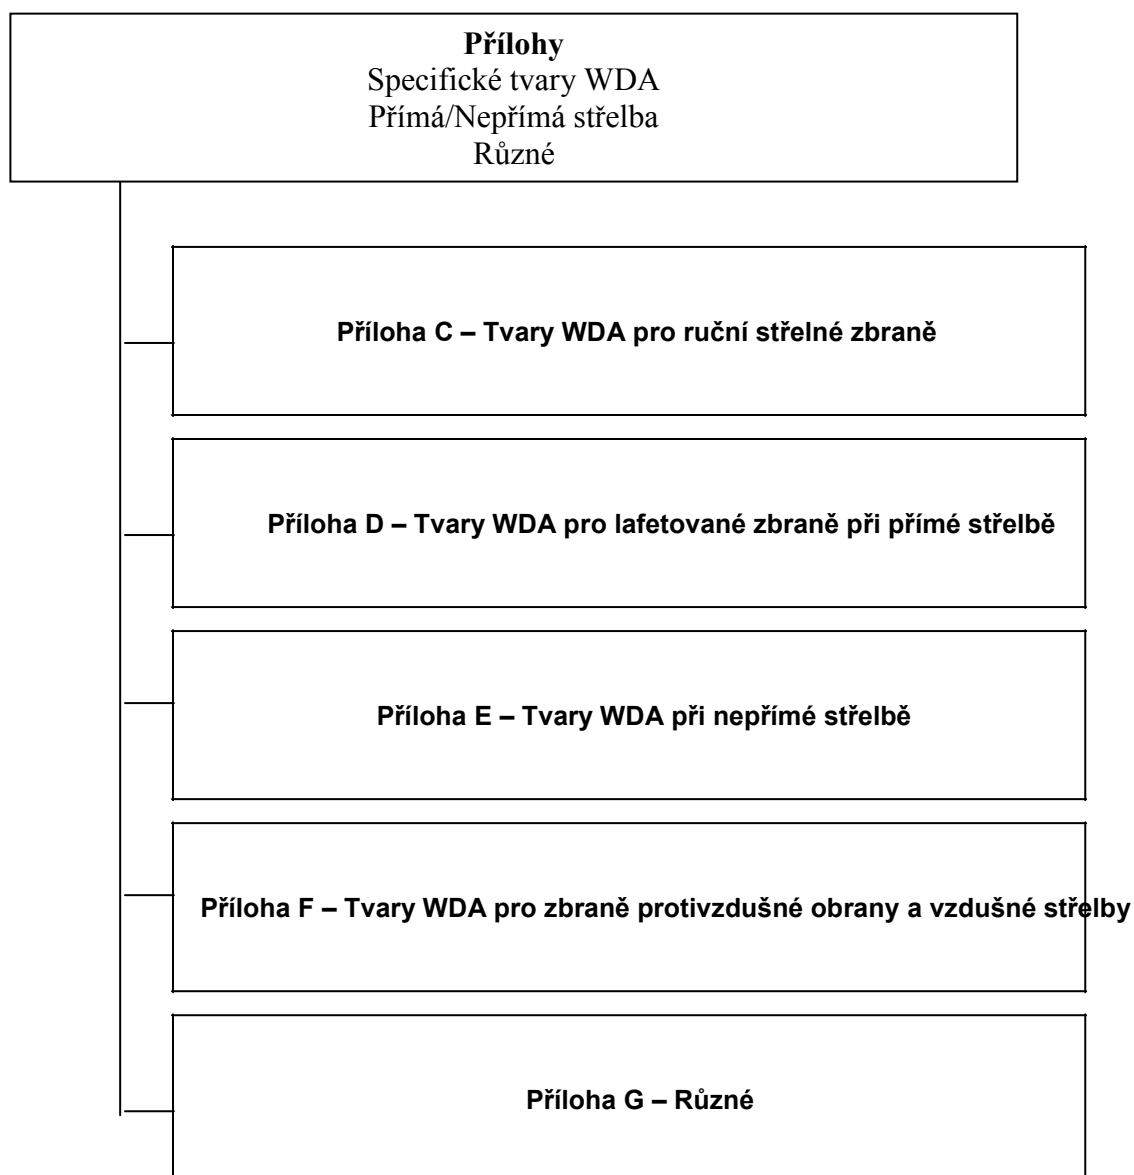 Přílohy
Specifické tvary WDA
Přímá/Nepřímá střelba
Různé
Příloha C – Tvary WDA pro ruční střelné zbraně
Příloha D – Tvary WDA pro lafetované zbraně při přímé střelbě
Příloha E – Tvary WDA při nepřímé střelbě
Příloha F – Tvary WDA pro zbraně protivzdušné obrany a vzdušné střelby
Příloha G – Různé